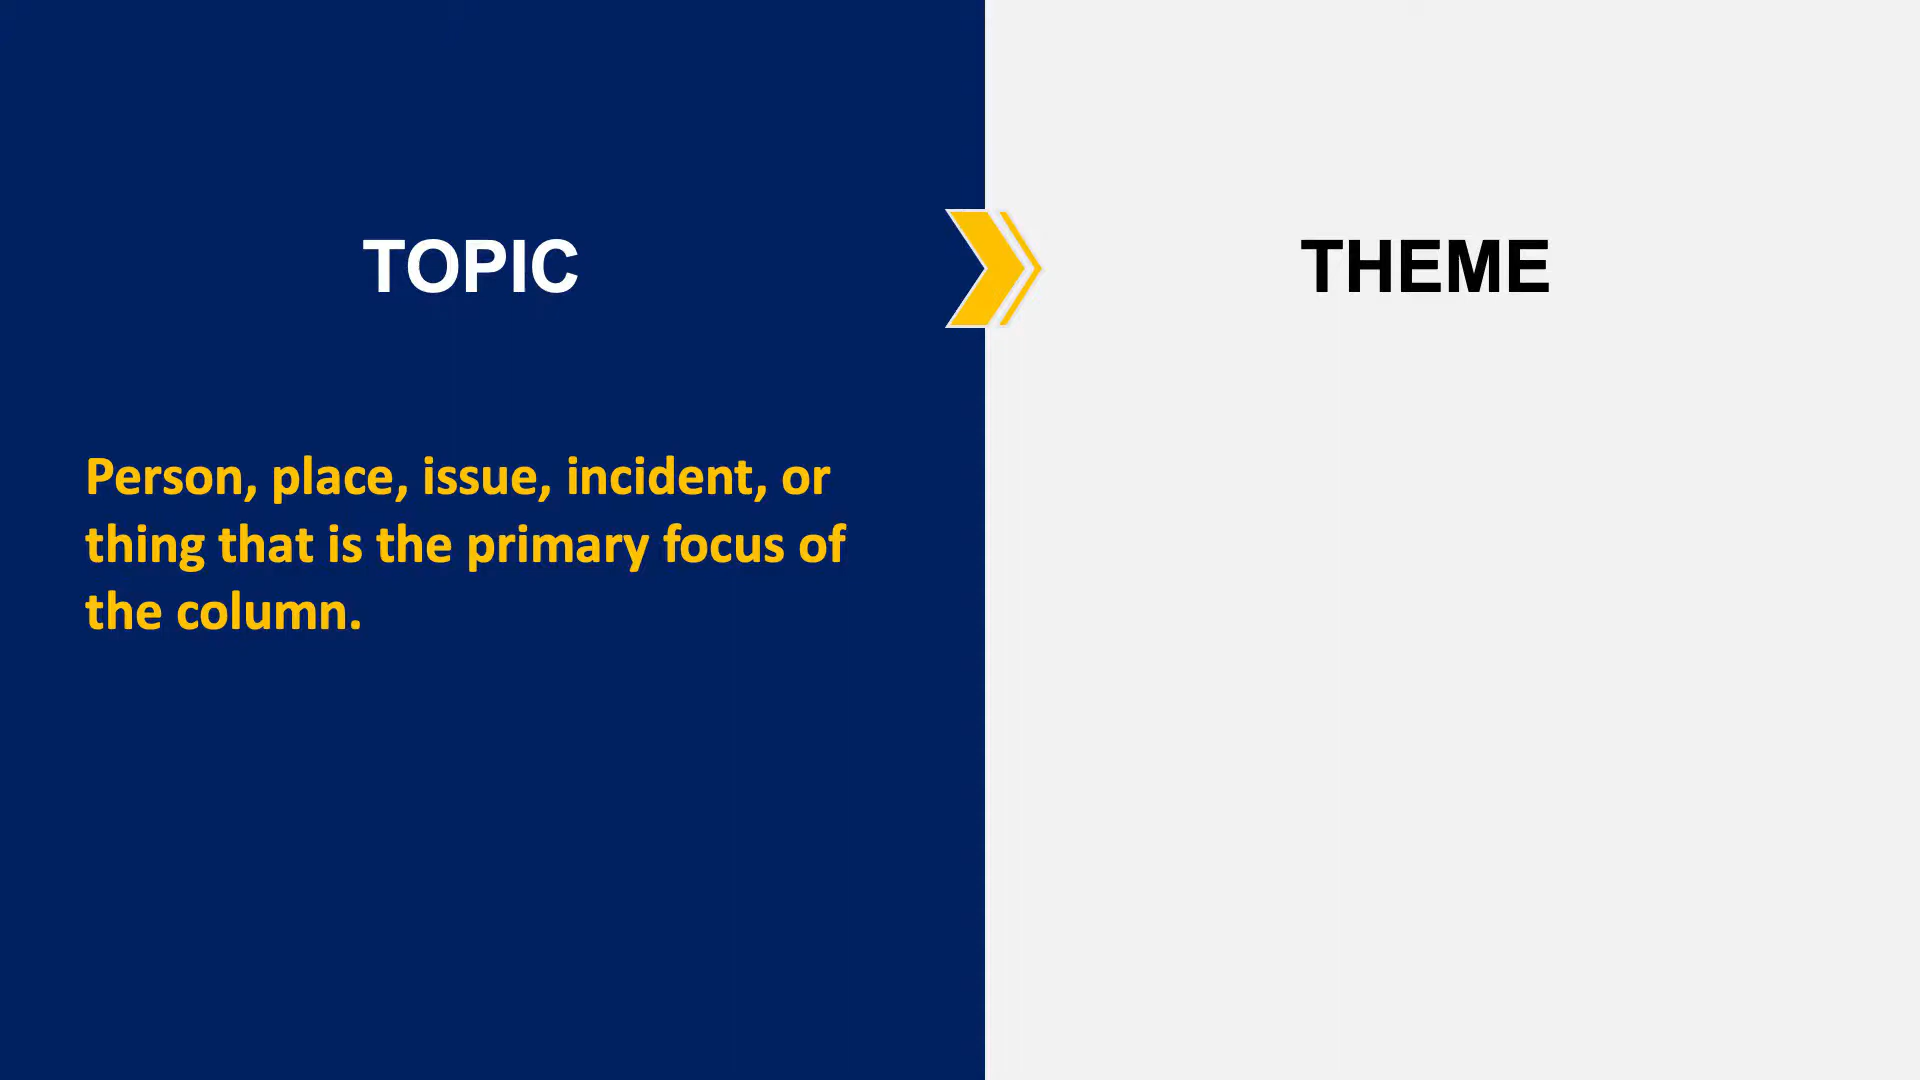 TOPIC
THEME
Person, place, issue, incident, or
thing that is the primary focus of
the column.